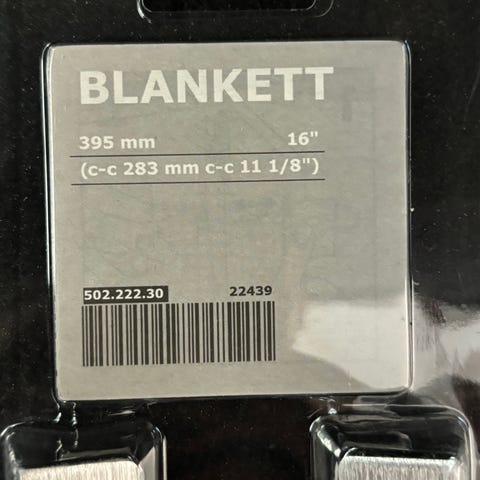 BLANKETT
395 mm 16"
(c-c 283 mm c-c 11 1/8")
502.222.30 22439